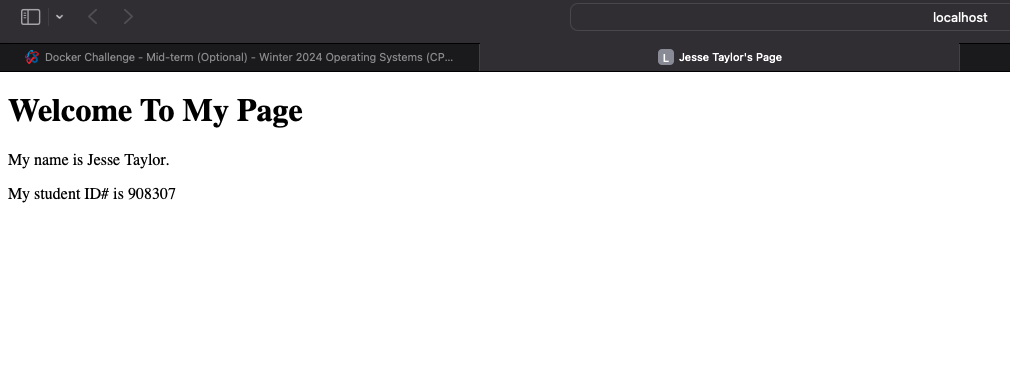 localhost
Docker Challenge - Mid-term (Optional) - Winter 2024 Operating Systems (CP...
L Jesse Taylor's Page
Welcome To My Page
My name is Jesse Taylor.
My student ID# is 908307